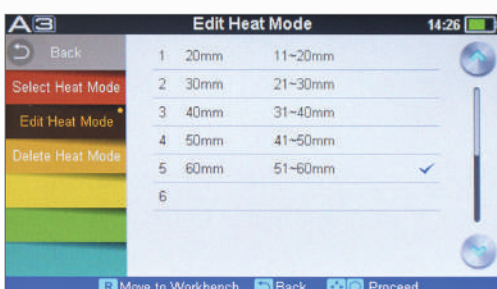 A3 Edit Heat Mode 14:26
Back
Select Heat Mode
Edit Heat Mode
Delete Heat Mode
1 20mm 11~20mm
2 30mm 21~30mm
3 40mm 31~40mm
4 50mm 41~50mm
5 60mm 51~60mm ✓
6
R Move to Workbench Back Proceed